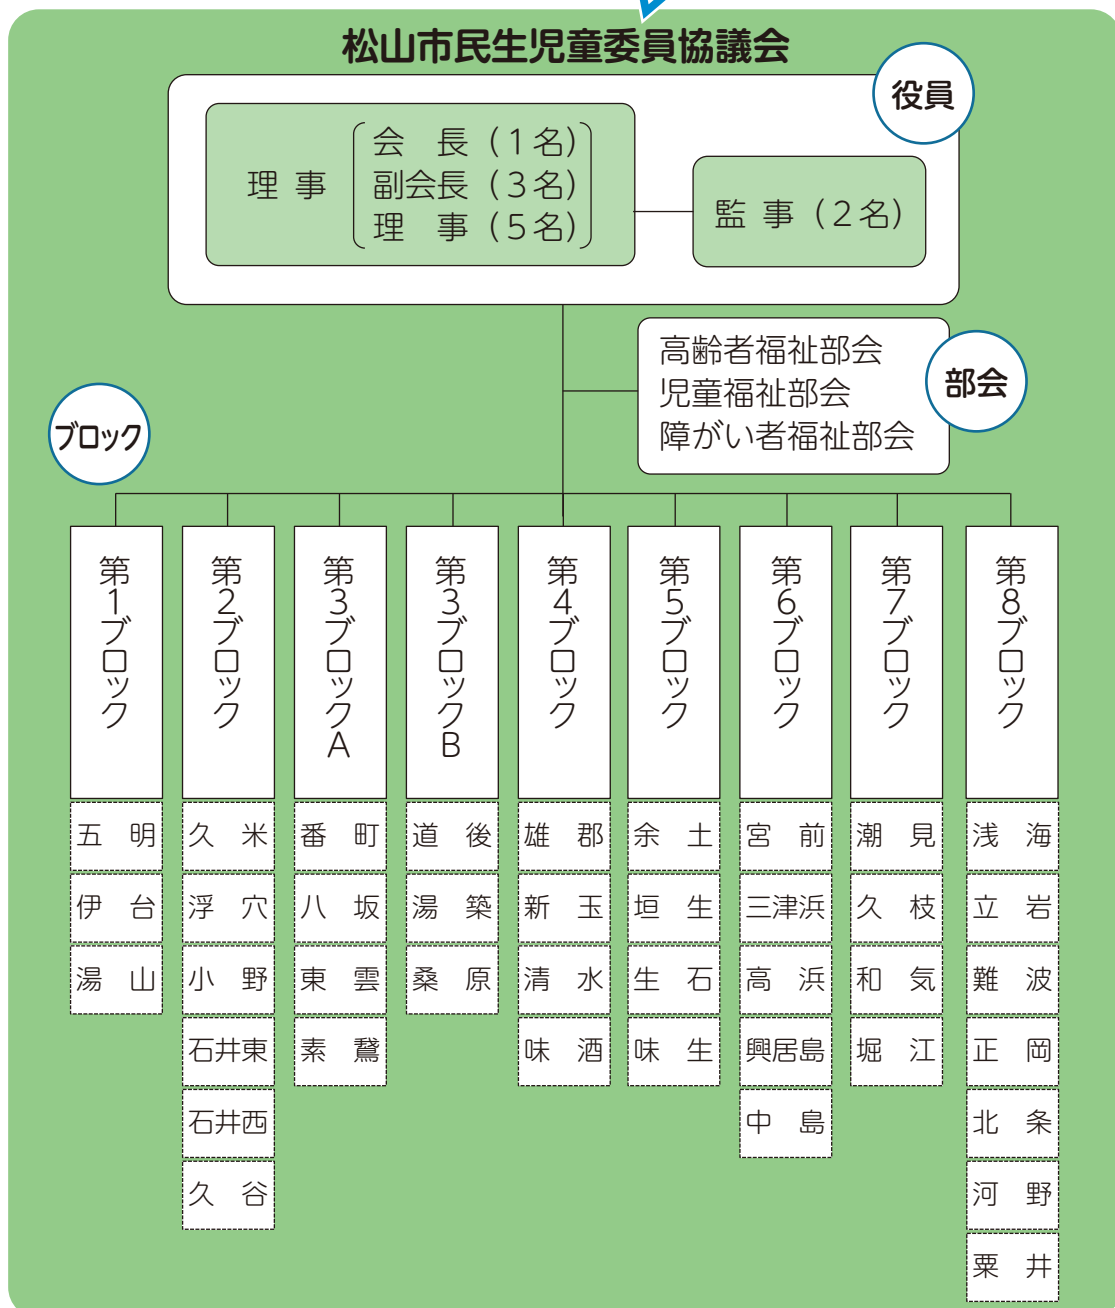 松山市民生児童委員協議会
役員
理事
会長（1名）
副会長（3名）
理事（5名）
監事（2名）
高齢者福祉部会
児童福祉部会
障がい者福祉部会
部会
ブロック
第1ブロック
五明
伊台
湯山
第2ブロック
久米
浮穴
小野
石井東
石井西
久谷
第3ブロックA
番町
八坂
東雲
素鵞
第3ブロックB
道後
湯築
桑原
第4ブロック
雄郡
新玉
清水
味酒
第5ブロック
余土
垣生
生石
味生
第6ブロック
宮前
三津浜
高浜
興居島
中島
第7ブロック
潮見
久枝
和気
堀江
第8ブロック
浅海
立岩
難波
正岡
北条
河野
粟井